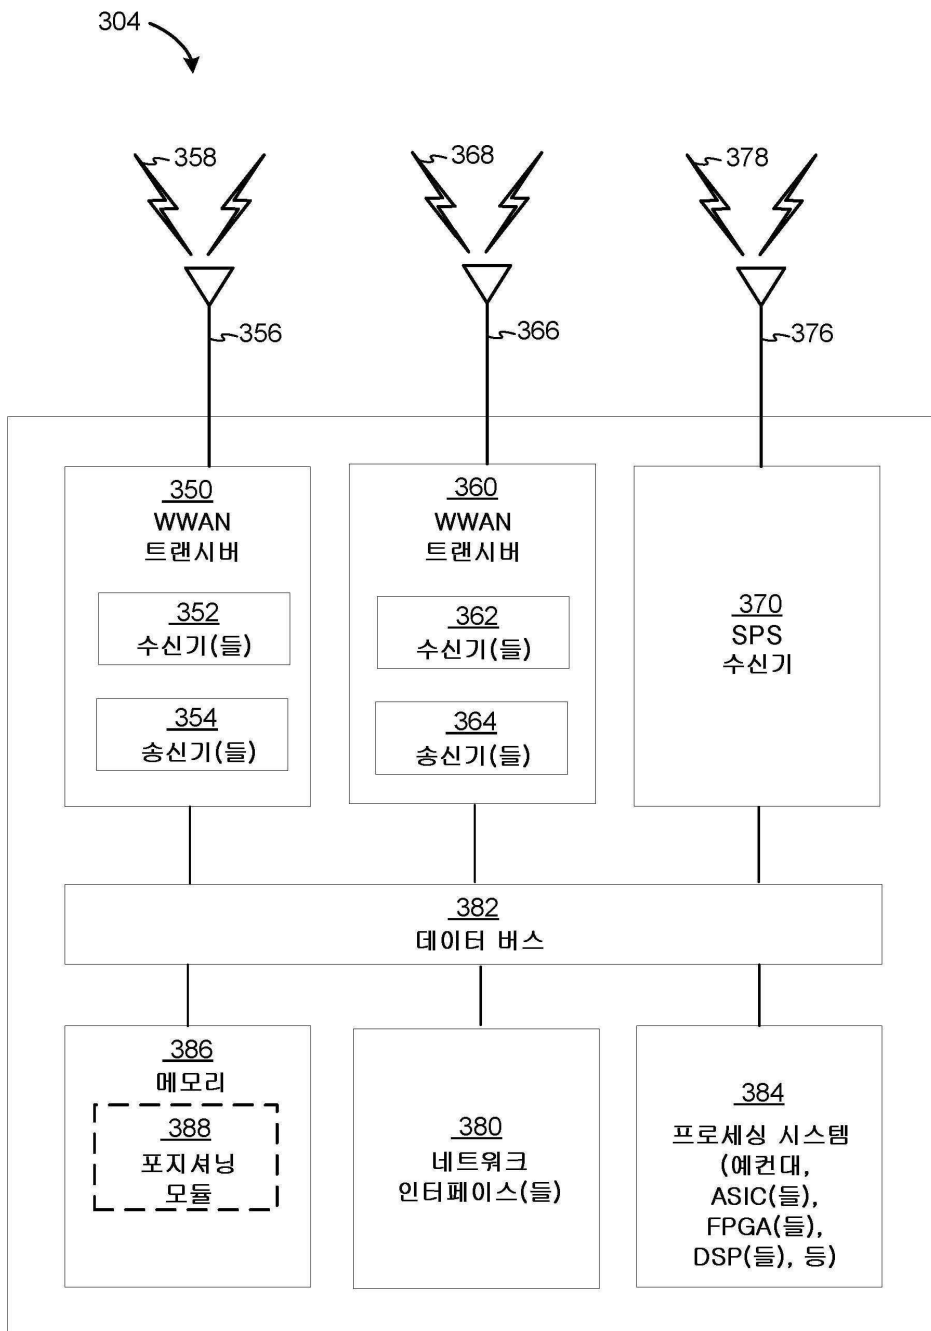 304
358
368
378
356
366
376
350
WWAN
트랜시버
352
수신기(들)
354
송신기(들)
360
WWAN
트랜시버
362
수신기(들)
364
송신기(들)
370
SPS
수신기
382
데이터 버스
386
메모리
388
포지셔닝
모듈
380
네트워크
인터페이스(들)
384
프로세싱 시스템
(예컨대,
ASIC(들),
FPGA(들),
DSP(들), 등)